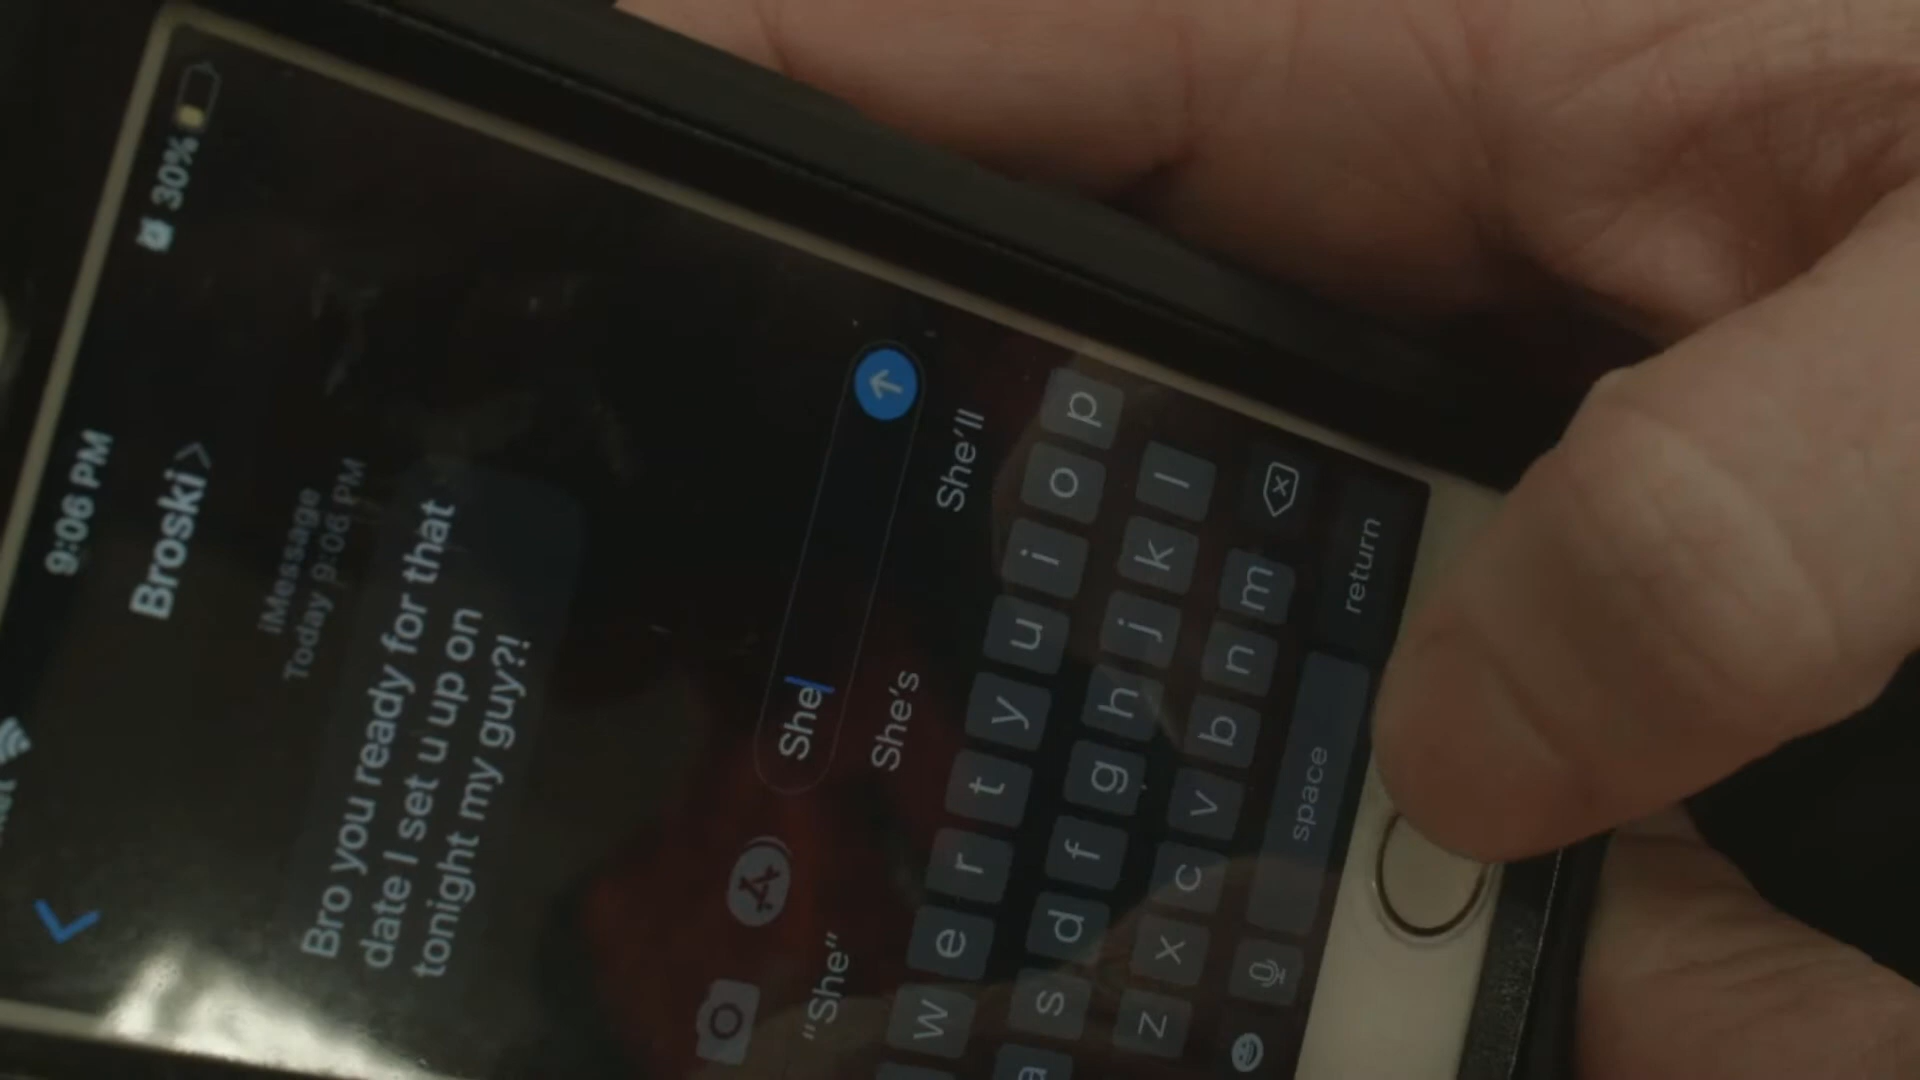 9:06 PM
30%
Broski >
iMessage
Today 9:06 PM
Bro you ready for that
date I set u up on
tonight my guy?!
She
"She" She's She'll
w e r t y u i o p
a s d f g h j k l
z x c v b n m
space return